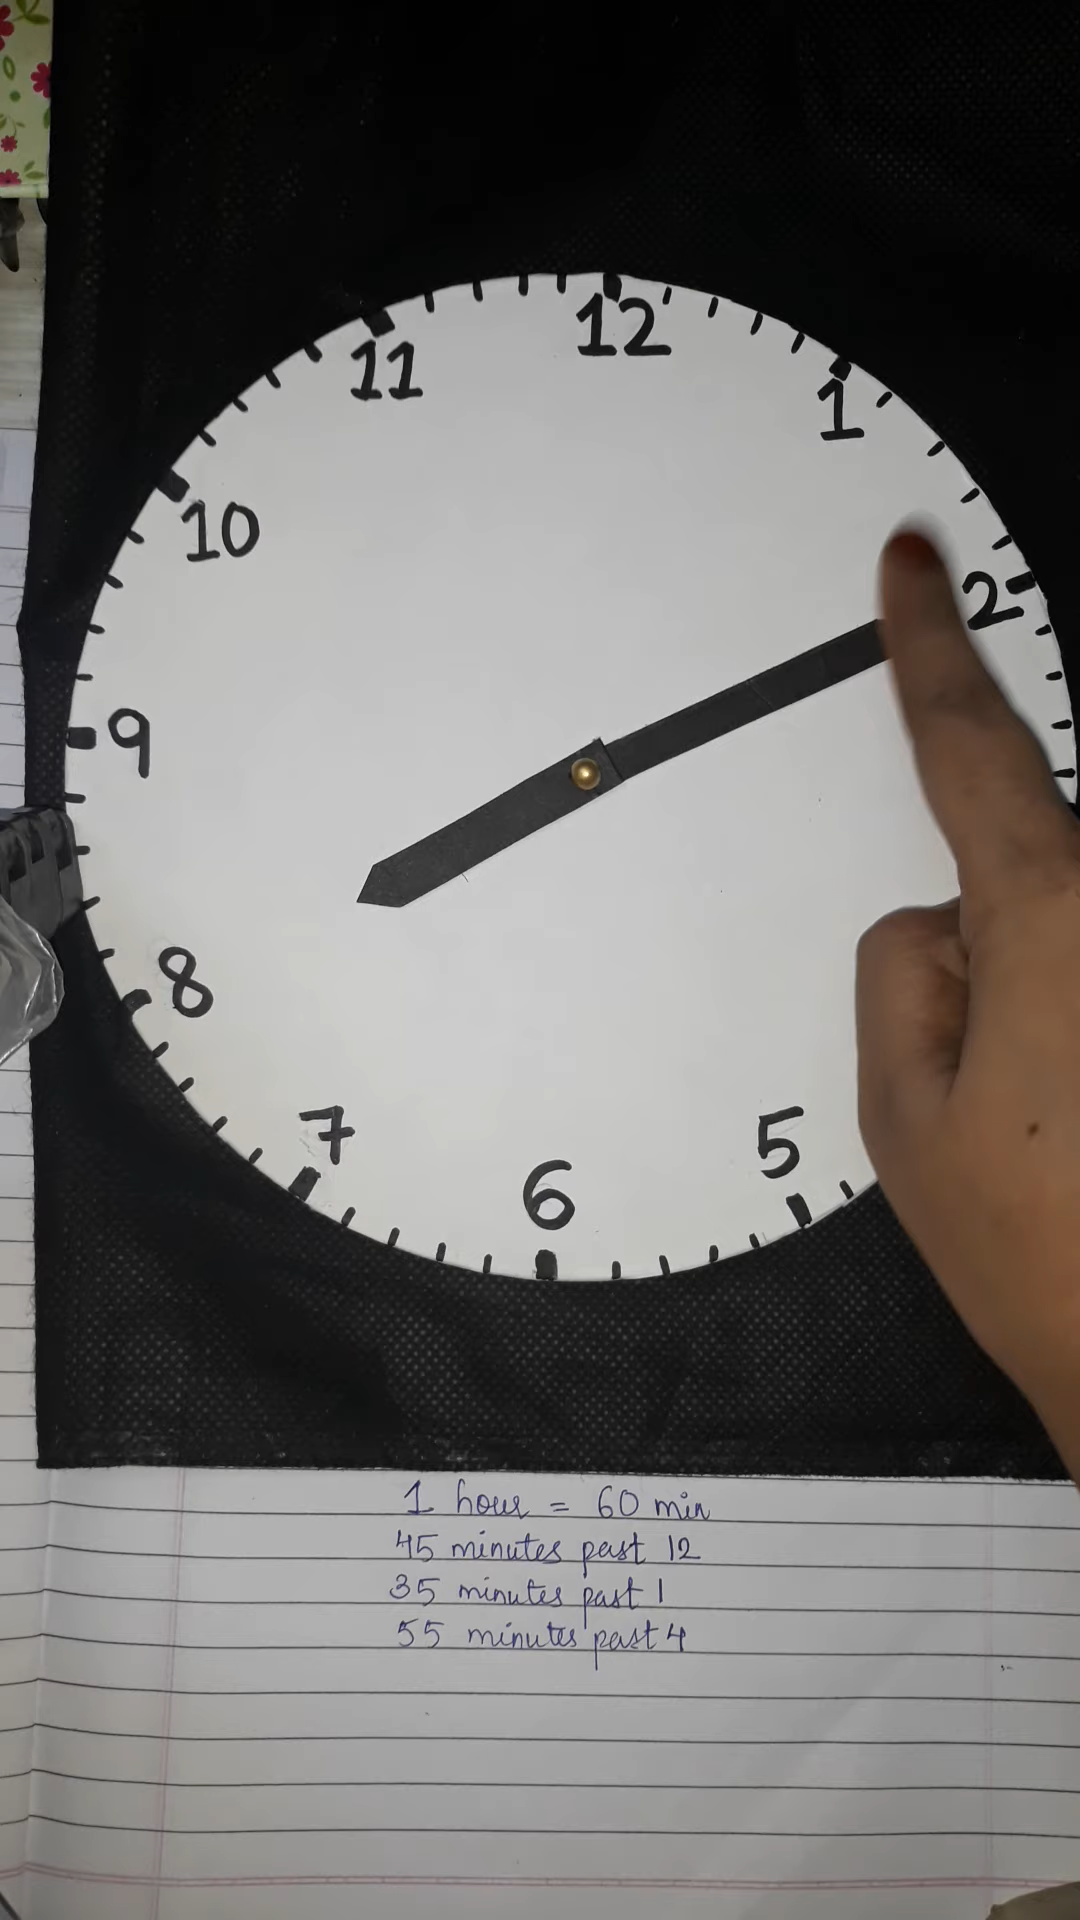 12
11
1
10
2
9
8
7
5
6
1 hour = 60 min
45 minutes past 12
35 minutes past 1
55 minutes past 4